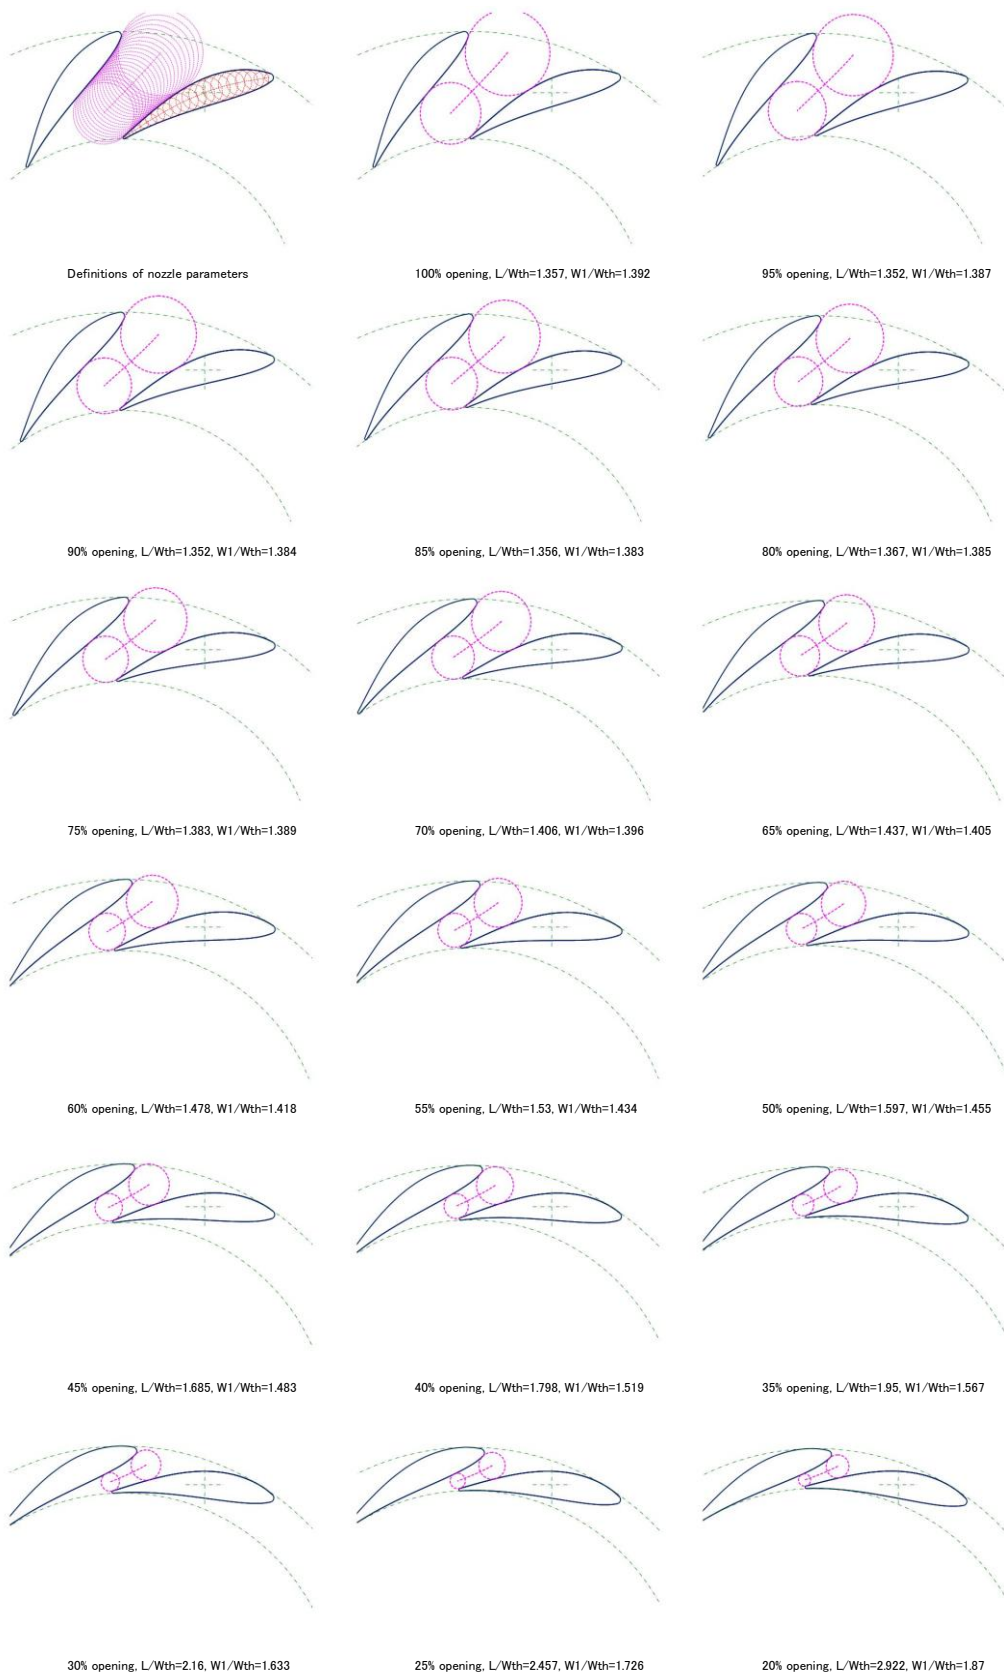 Definitions of nozzle parameters
100% opening, L/Wth=1.357, W1/Wth=1.392
95% opening, L/Wth=1.352, W1/Wth=1.387
90% opening, L/Wth=1.352, W1/Wth=1.384
85% opening, L/Wth=1.356, W1/Wth=1.383
80% opening, L/Wth=1.367, W1/Wth=1.385
75% opening, L/Wth=1.383, W1/Wth=1.389
70% opening, L/Wth=1.406, W1/Wth=1.396
65% opening, L/Wth=1.437, W1/Wth=1.405
60% opening, L/Wth=1.478, W1/Wth=1.418
55% opening, L/Wth=1.53, W1/Wth=1.434
50% opening, L/Wth=1.597, W1/Wth=1.455
45% opening, L/Wth=1.685, W1/Wth=1.483
40% opening, L/Wth=1.798, W1/Wth=1.519
35% opening, L/Wth=1.95, W1/Wth=1.567
30% opening, L/Wth=2.16, W1/Wth=1.633
25% opening, L/Wth=2.457, W1/Wth=1.726
20% opening, L/Wth=2.922, W1/Wth=1.87